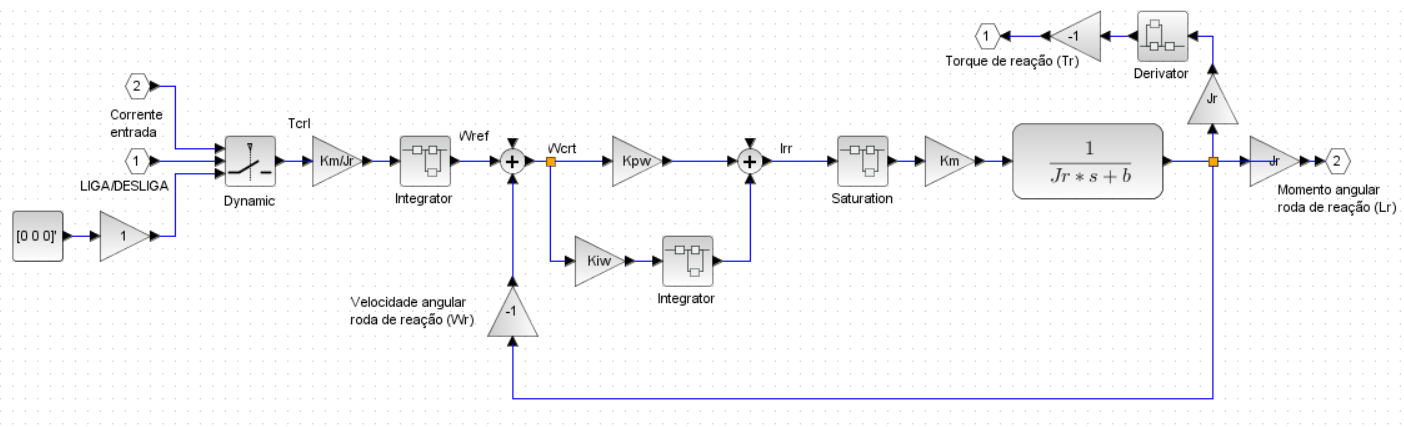 1
-1
Torque de reação (Tr)
Derivator
2
Corrente
entrada
Jr
Tcrl
Wref
Wcrt
Irr
1
LIGA/DESLIGA
Km/Jr
Kpw
Km
1
Jr * s + b
Jr
2
Dynamic
Integrator
Saturation
Momento angular
roda de reação (Lr)
[0 0 0]'
1
Kiw
Integrator
Velocidade angular
roda de reação (Wr)
-1